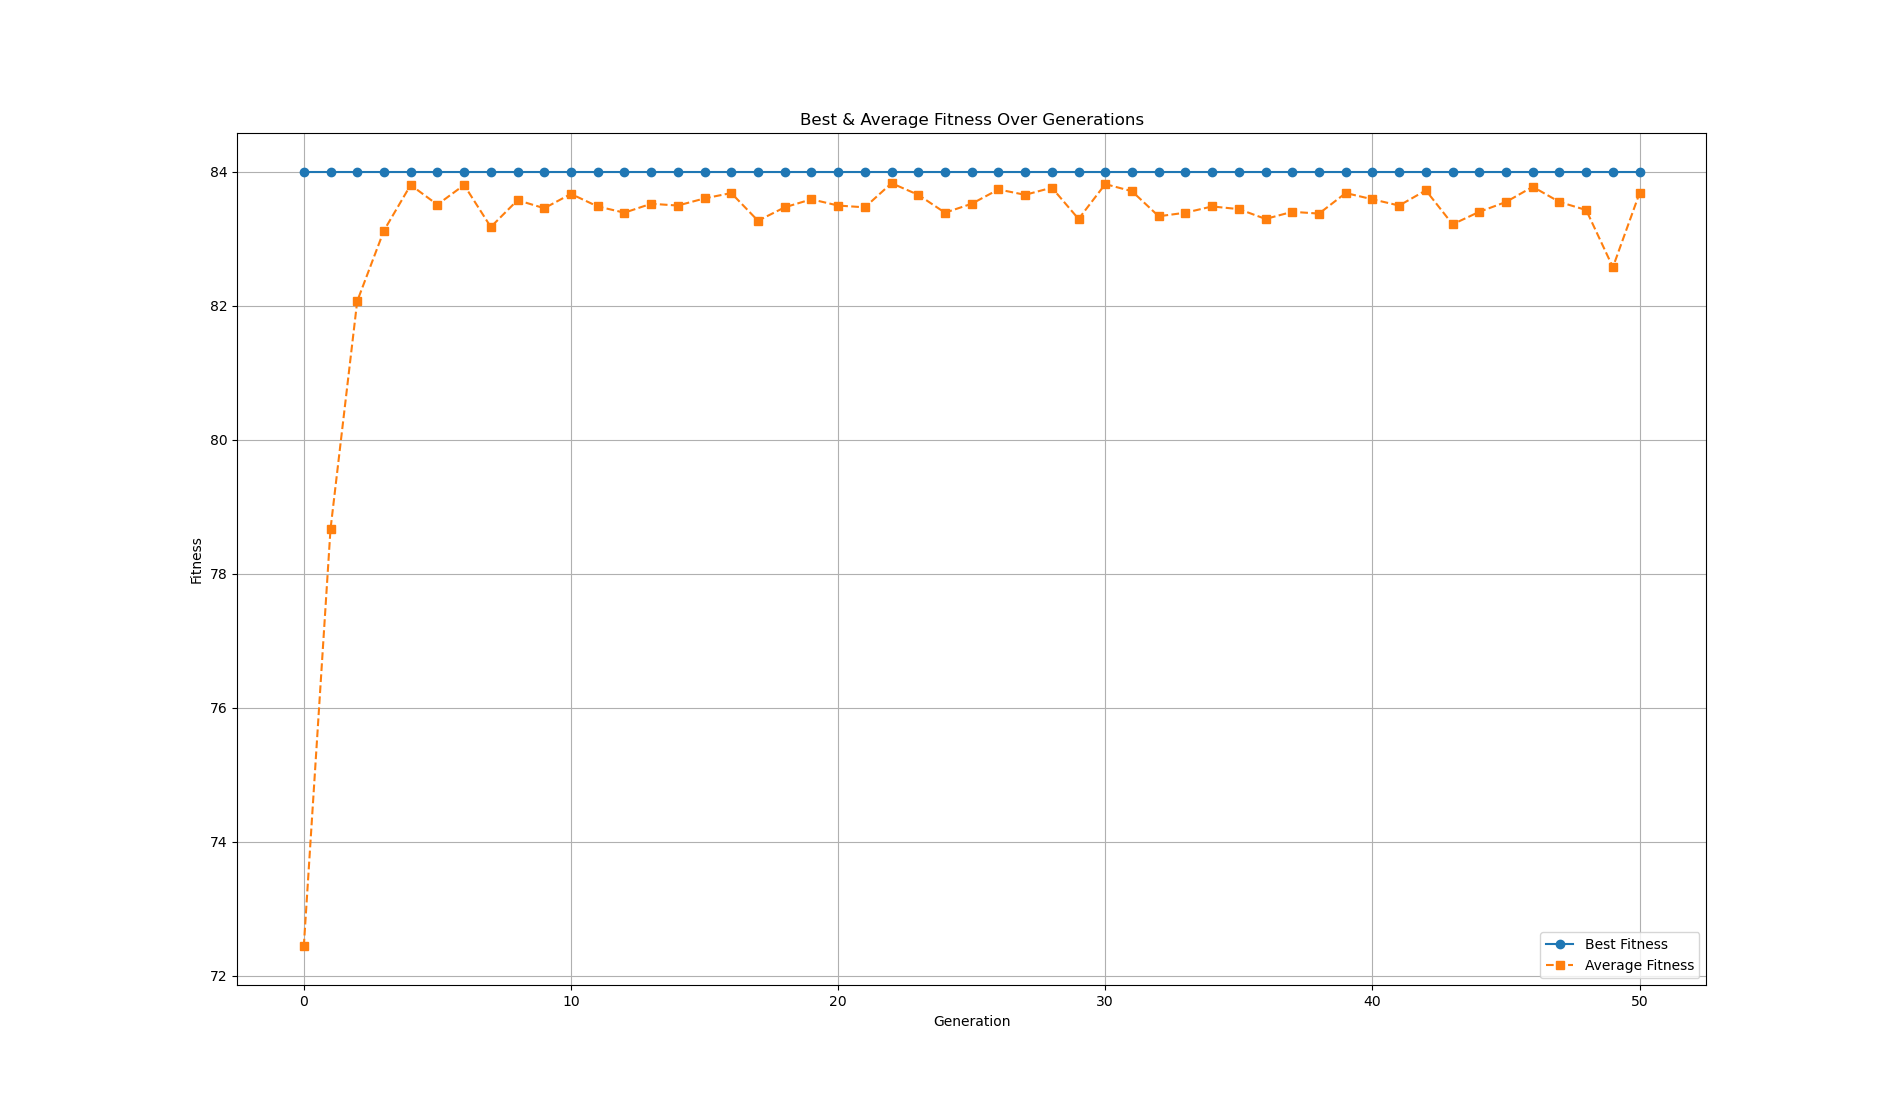 Best & Average Fitness Over Generations
84
82
80
78
76
74
72
Fitness
0 10 20 30 40 50
Generation
Best Fitness
Average Fitness